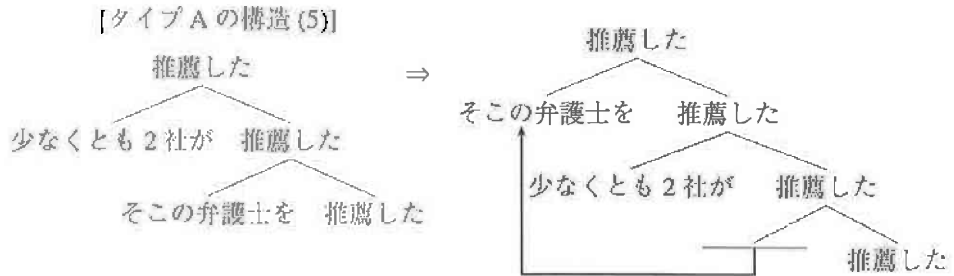 [タイプAの構造(5)]
推薦した
⇒
推薦した
少なくとも2社が 推薦した
そこの弁護士を 推薦した
そこの弁護士を 推薦した
少なくとも2社が 推薦した
推薦した